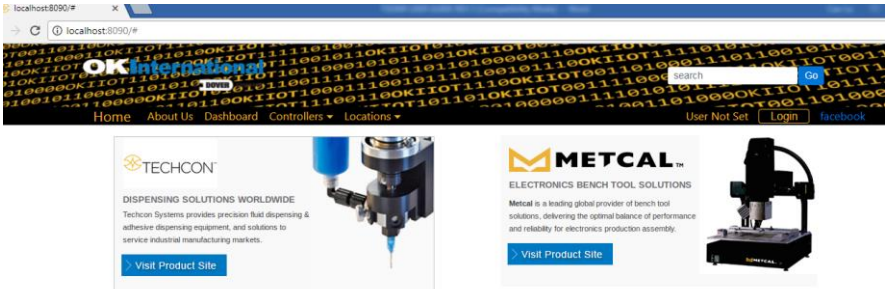 localhost:8090/#
localhost:8090/#
OKInternational
DOVER
search
Go
Home About Us Dashboard Controllers Locations
User Not Set Login facebook
TECHCON
DISPENSING SOLUTIONS WORLDWIDE
Techcon Systems provides precision fluid dispensing &
adhesive dispensing equipment, and solutions to
service industrial manufacturing markets.
Visit Product Site
METCAL™
ELECTRONICS BENCH TOOL SOLUTIONS
Metcal is a leading global provider of bench tool
solutions, delivering the optimal balance of performance
and reliability for electronics production assembly.
Visit Product Site
METCAL